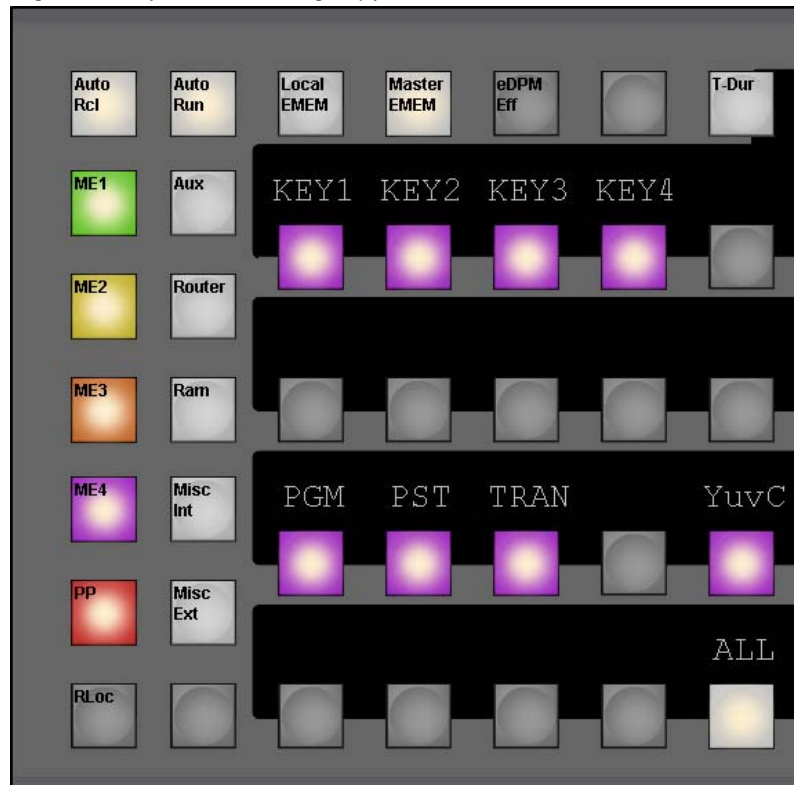 Auto Rcl
Auto Run
Local EMEM
Master EMEM
eDPM Eff
T-Dur
ME1
Aux
KEY1 KEY2 KEY3 KEY4
ME2
Router
ME3
Ram
ME4
Misc Int
PGM PST TRAN YuvC
PP
Misc Ext
ALL
RLoc